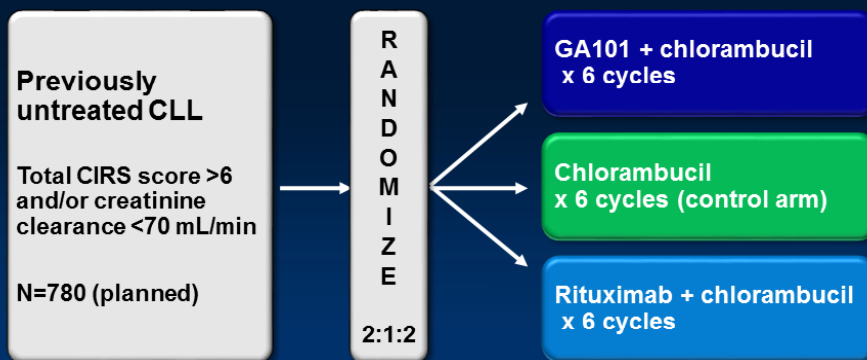 Previously
untreated CLL
Total CIRS score >6
and/or creatinine
clearance <70 mL/min
N=780 (planned)
R
A
N
D
O
M
I
Z
E
2:1:2
GA101 + chlorambucil
x 6 cycles
Chlorambucil
x 6 cycles (control arm)
Rituximab + chlorambucil
x 6 cycles